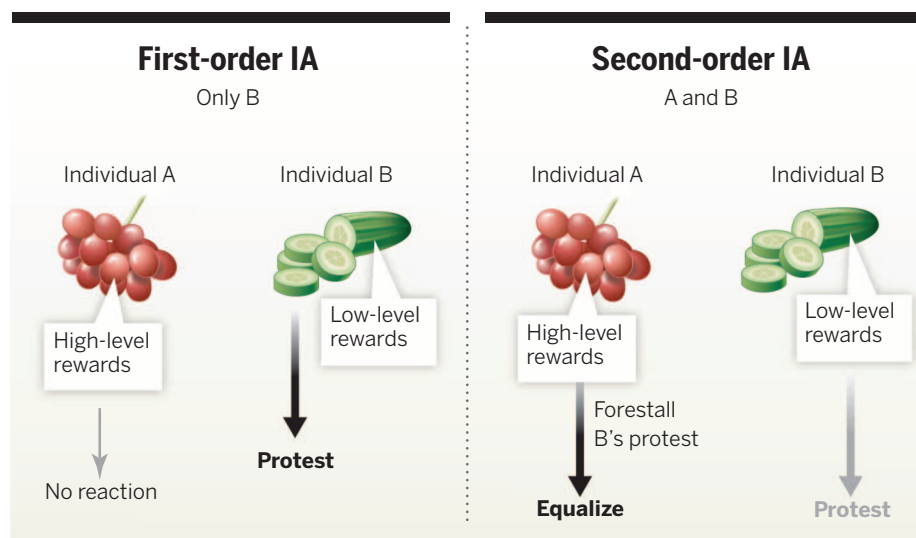 First-order IA
Only B
Individual A
Individual B
High-level
rewards
Low-level
rewards
No reaction
Protest
Second-order IA
A and B
Individual A
Individual B
High-level
rewards
Low-level
rewards
Forestall
B’s protest
Equalize
Protest